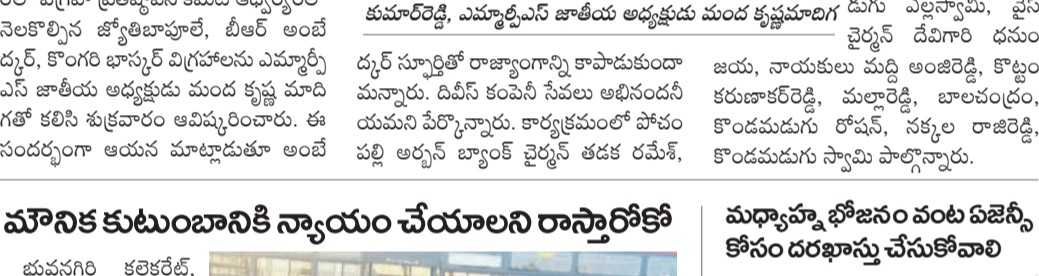 నెలకొల్పిన జ్యోతిబాపూలే, బీఆర్ అంబే
ద్కర్, కొంగరి భాస్కర్ విగ్రహాలను ఎమ్మార్పీ
ఎస్ జాతీయ అధ్యక్షుడు మంద కృష్ణ మాది
గతో కలిసి శుక్రవారం ఆవిష్కరించారు. ఈ
సందర్భంగా ఆయన మాట్లాడుతూ అంబే
కుమార్‌రెడ్డి, ఎమ్మార్పీఎస్ జాతీయ అధ్యక్షుడు మంద కృష్ణమాదిగ
ద్కర్ స్ఫూర్తితో రాజ్యాంగాన్ని కాపాడుకుందా
మన్నారు. దివీస్ కంపెనీ సేవలు అభినందనీ
యమని పేర్కొన్నారు. కార్యక్రమంలో పోచం
పల్లి అర్బన్ బ్యాంక్ చైర్మన్ తడక రమేశ్,
డుగు ఎల్లస్వామి, వైస్
చైర్మన్ దేవిగారి ధనుం
జయ, నాయకులు మద్ది అంజిరెడ్డి, కొట్టం
కరుణాకర్‌రెడ్డి, మల్లారెడ్డి, బాలచంద్రం,
కొండమడుగు రోషన్, నక్కల రాజిరెడ్డి,
కొండమడుగు స్వామి పాల్గొన్నారు.
మౌనిక కుటుంబానికి న్యాయం చేయాలని రాస్తారోకో
భువనగిరి కలెక్టరేట్,
మధ్యాహ్న భోజనం వంట ఏజెన్సీ
కోసం దరఖాస్తు చేసుకోవాలి